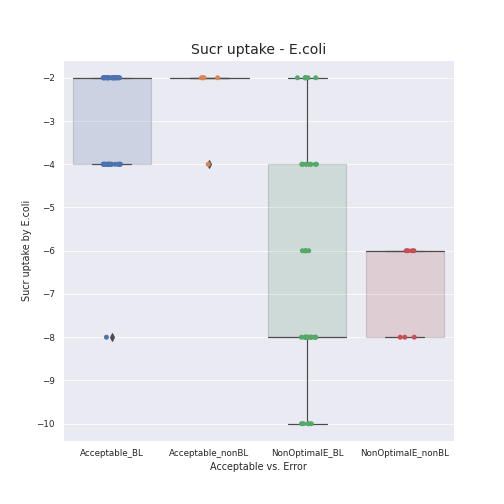 Sucr uptake - E.coli
−2
−3
−4
−5
−6
−7
−8
−9
−10
Sucr uptake by E.coli
Acceptable_BL
Acceptable_nonBL
NonOptimalE_BL
NonOptimalE_nonBL
Acceptable vs. Error